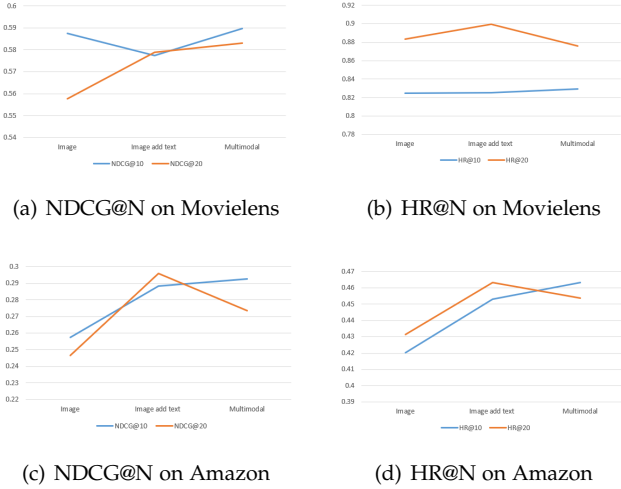 0.6
0.59
0.58
0.57
0.56
0.55
0.54
Image Image add text Multimodal
NDCG@10 NDCG@20
(a) NDCG@N on Movielens
0.92
0.9
0.88
0.86
0.84
0.82
0.8
0.78
Image Image add text Multimodal
HR@10 HR@20
(b) HR@N on Movielens
0.3
0.29
0.28
0.27
0.26
0.25
0.24
0.23
0.22
Image Image add text Multimodal
NDCG@10 NDCG@20
(c) NDCG@N on Amazon
0.47
0.46
0.45
0.44
0.43
0.42
0.41
0.4
0.39
Image Image add text Multimodal
HR@10 HR@20
(d) HR@N on Amazon